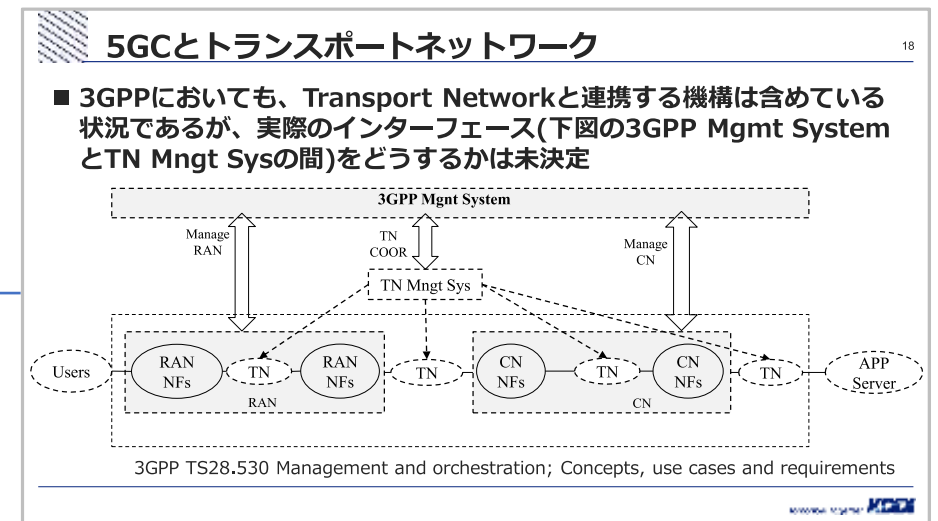 5GCとトランスポートネットワーク
18
■ 3GPPにおいても、Transport Networkと連携する機構は含めている
状況であるが、実際のインターフェース(下図の3GPP Mgmt System
とTN Mngt Sysの間)をどうするかは未決定
3GPP Mgnt System
Manage
RAN
TN
COOR
Manage
CN
TN Mngt Sys
Users
RAN
NFs
TN
RAN
NFs
TN
CN
NFs
TN
CN
NFs
TN
APP
Server
RAN
CN
3GPP TS28.530 Management and orchestration; Concepts, use cases and requirements
KDDI